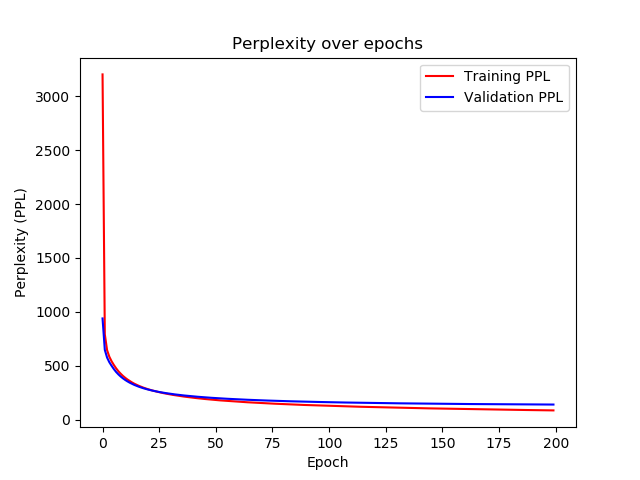 Perplexity over epochs
Training PPL
Validation PPL
Perplexity (PPL)
3000
2500
2000
1500
1000
500
0
0 25 50 75 100 125 150 175 200
Epoch